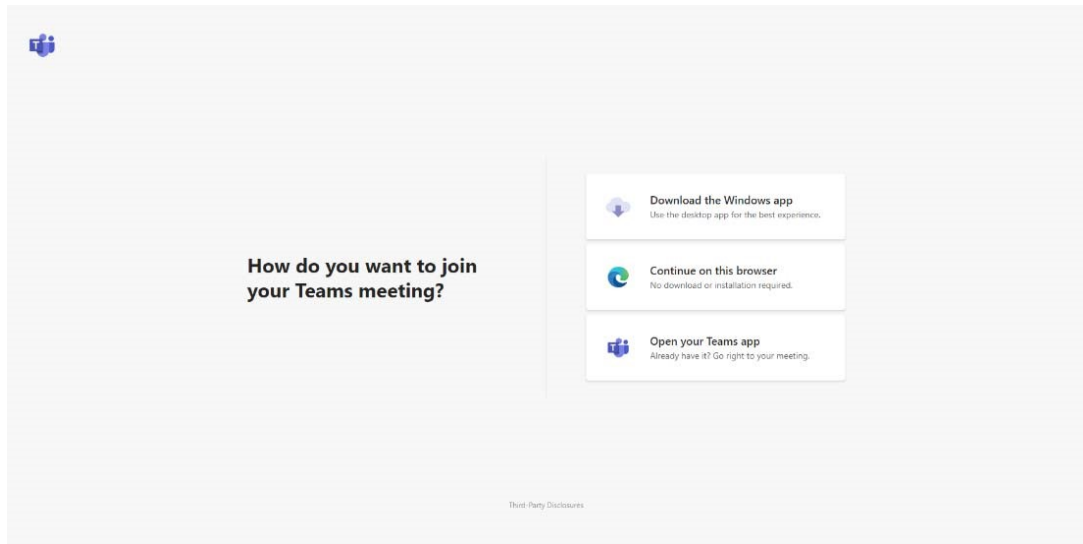 How do you want to join
your Teams meeting?
Download the Windows app
Use the desktop app for the best experience.
Continue on this browser
No download or installation required.
Open your Teams app
Already have it? Go right to your meeting.
Third-Party Disclosures